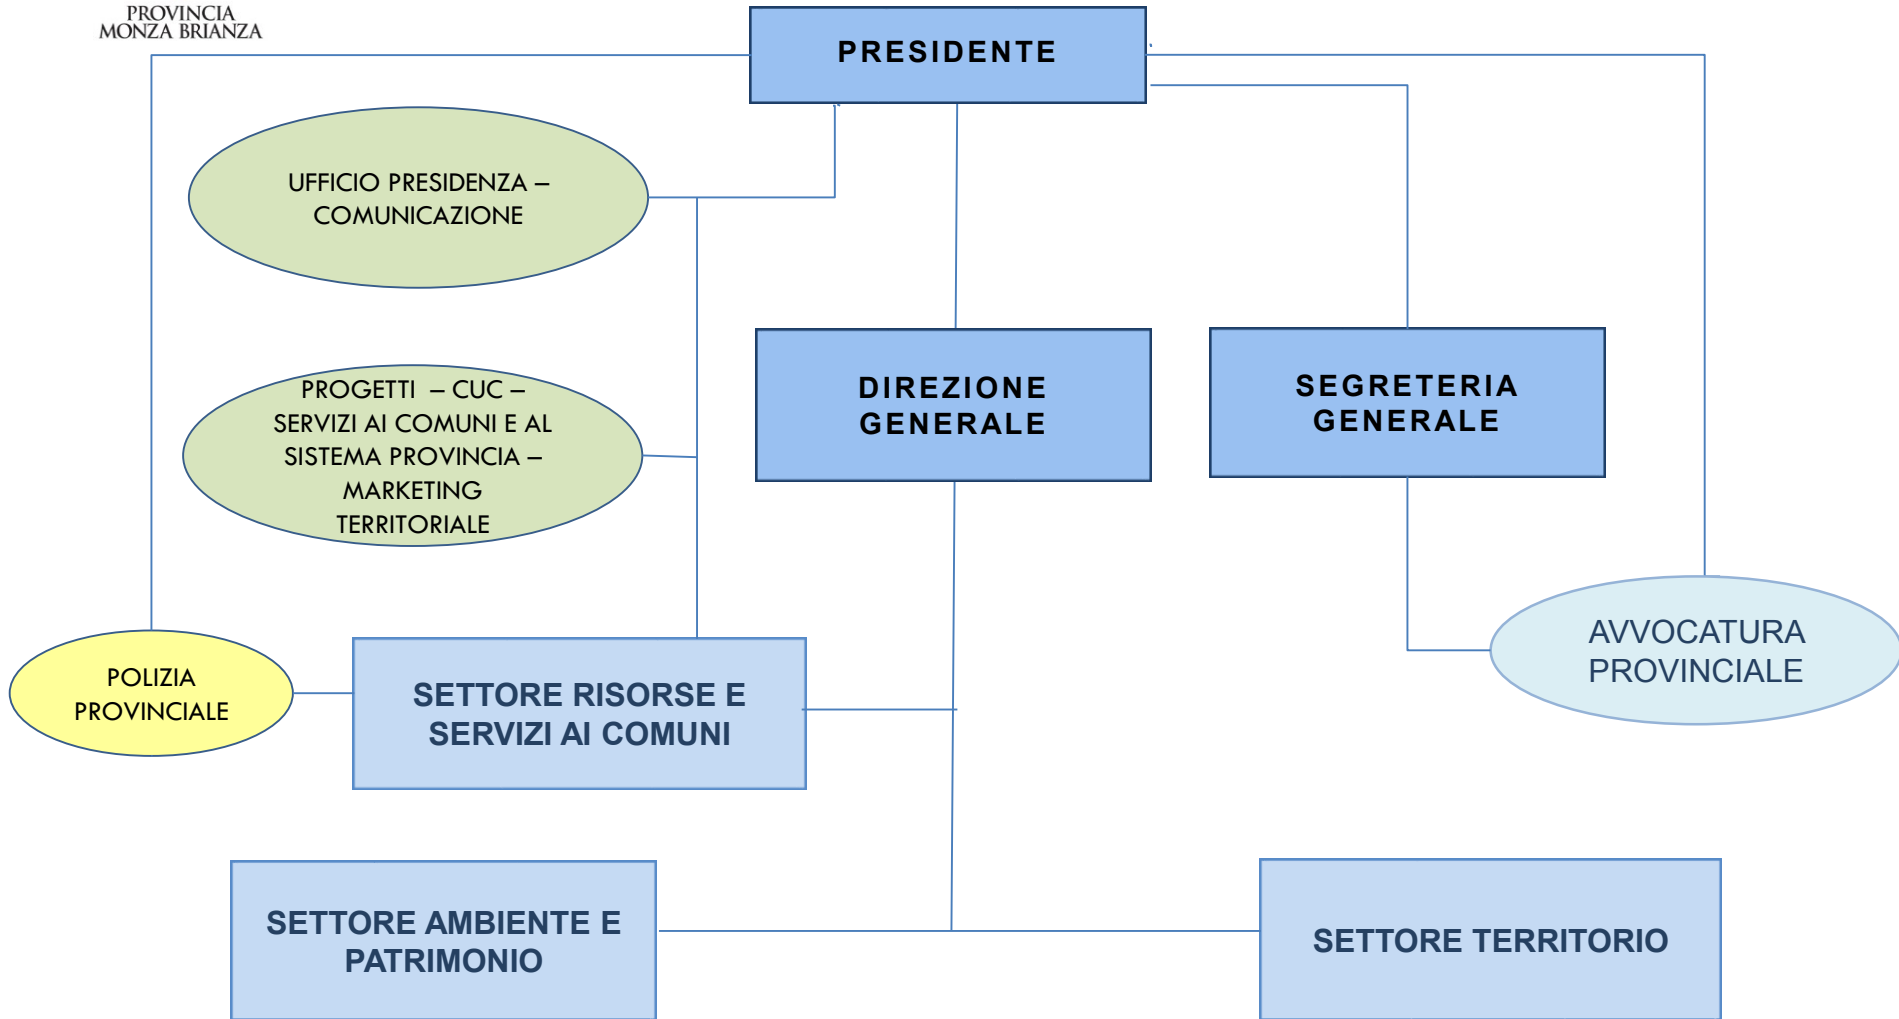 PROVINCIA
MONZA BRIANZA
PRESIDENTE
UFFICIO PRESIDENZA –
COMUNICAZIONE
PROGETTI – CUC –
SERVIZI AI COMUNI E AL
SISTEMA PROVINCIA –
MARKETING
TERRITORIALE
DIREZIONE
GENERALE
SEGRETERIA
GENERALE
POLIZIA
PROVINCIALE
SETTORE RISORSE E
SERVIZI AI COMUNI
AVVOCATURA
PROVINCIALE
SETTORE AMBIENTE E
PATRIMONIO
SETTORE TERRITORIO